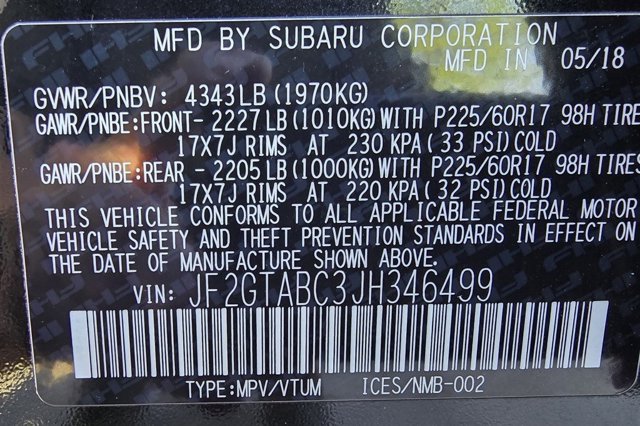 MFD BY SUBARU CORPORATION
MFD IN 05/18
GVWR/PNBV: 4343LB (1970KG)
GAWR/PNBE:FRONT- 2227LB(1010KG)WITH P225/60R17 98H TIRES
17X7J RIMS AT 230 KPA(33 PSI)COLD
GAWR/PNBE:REAR - 2205LB(1000KG)WITH P225/60R17 98H TIRES
17X7J RIMS AT 220 KPA(32 PSI)COLD
THIS VEHICLE CONFORMS TO ALL APPLICABLE FEDERAL MOTOR
VEHICLE SAFETY AND THEFT PREVENTION STANDARDS IN EFFECT ON
THE DATE OF MANUFACTURE SHOWN ABOVE.
VIN: JF2GTABC3JH346499
TYPE:MPV/VTUM ICES/NMB-002